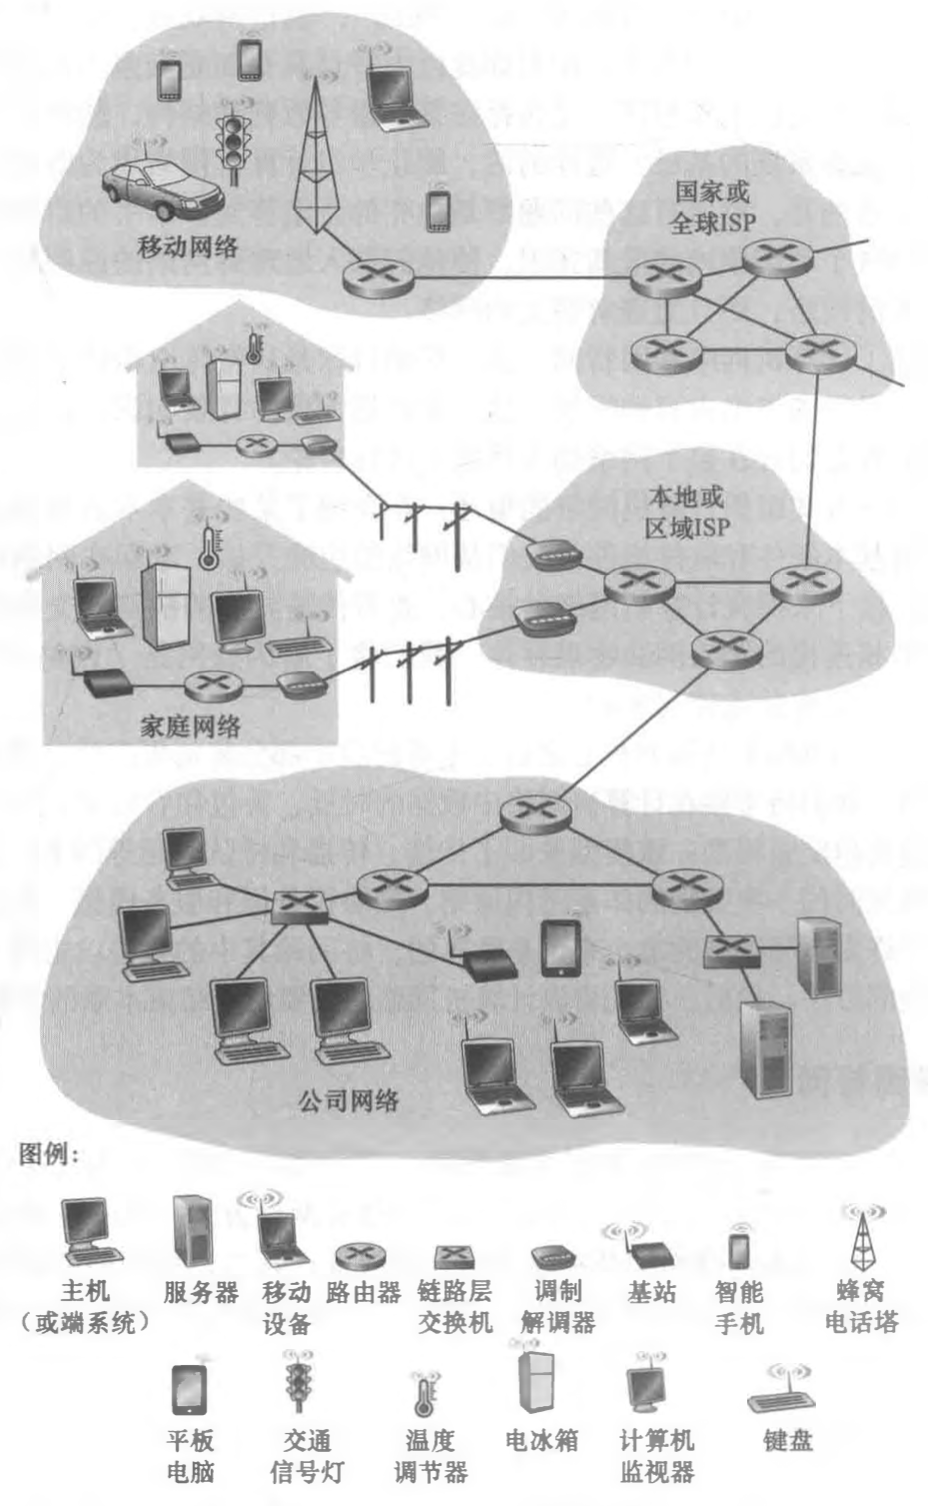 国家或
全球ISP
移动网络
本地或
区域ISP
家庭网络
公司网络
图例:
主机
(或端系统)
服务器
移动
设备
路由器
链路层
交换机
调制
解调器
基站
智能
手机
蜂窝
电话塔
平板
电脑
交通
信号灯
温度
调节器
电冰箱
计算机
监视器
键盘